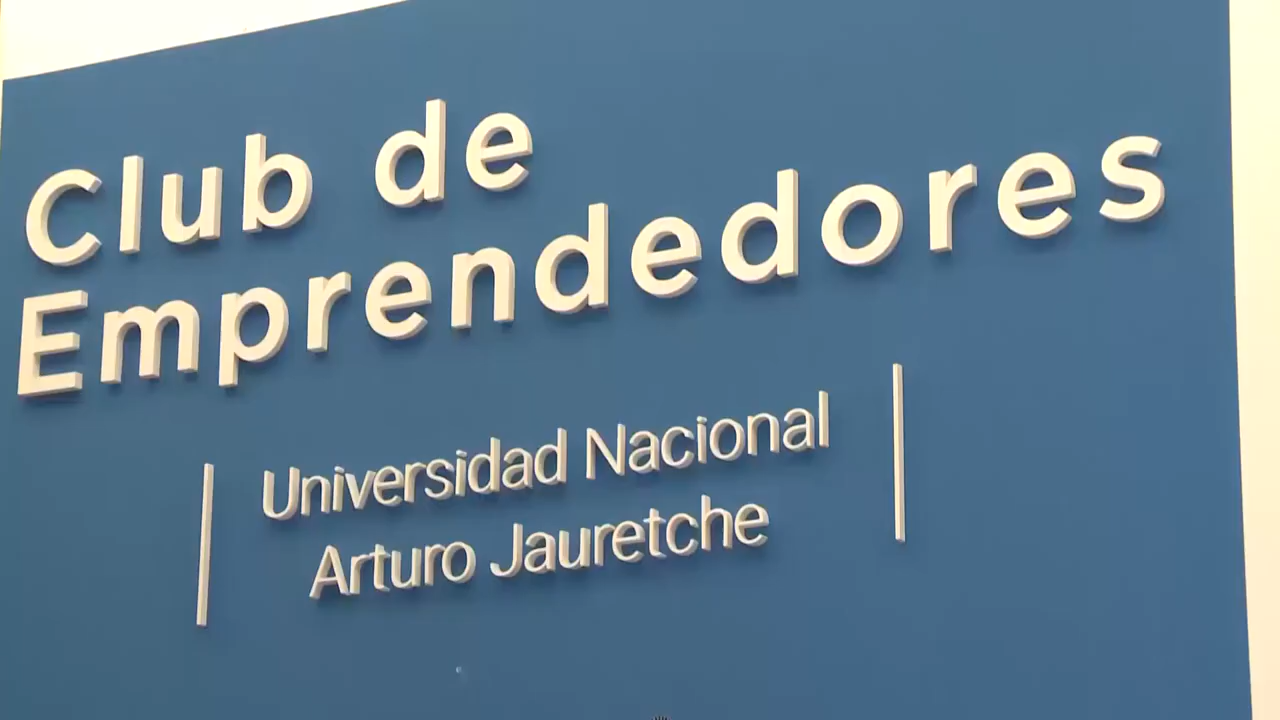 Club de
Emprendedores
Universidad Nacional
Arturo Jauretche